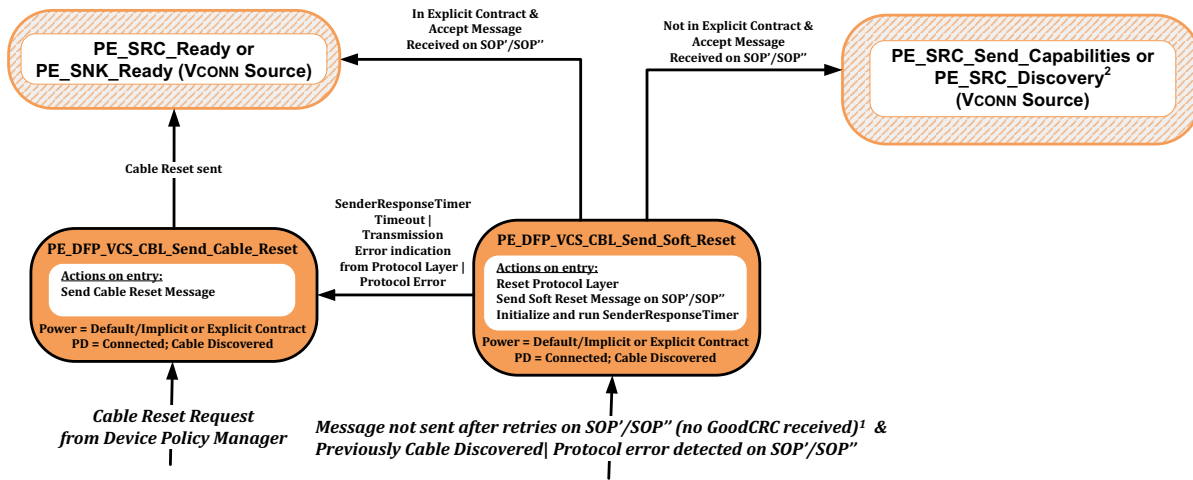 In Explicit Contract &
Accept Message
Received on SOP'/SOP''
Not in Explicit Contract &
Accept Message
Received on SOP'/SOP''
PE_SRC_Ready or
PE_SNK_Ready (VCONN Source)
PE_SRC_Send_Capabilities or
PE_SRC_Discovery²
(VCONN Source)
Cable Reset sent
SenderResponseTimer
Timeout |
Transmission
Error indication
from Protocol Layer |
Protocol Error
PE_DFP_VCS_CBL_Send_Cable_Reset
Actions on entry:
Send Cable Reset Message
Power = Default/Implicit or Explicit Contract
PD = Connected; Cable Discovered
PE_DFP_VCS_CBL_Send_Soft_Reset
Actions on entry:
Reset Protocol Layer
Send Soft Reset Message on SOP'/SOP''
Initialize and run SenderResponseTimer
Power = Default/Implicit or Explicit Contract
PD = Connected; Cable Discovered
Cable Reset Request
from Device Policy Manager
Message not sent after retries on SOP'/SOP'' (no GoodCRC received)¹ &
Previously Cable Discovered| Protocol error detected on SOP'/SOP''